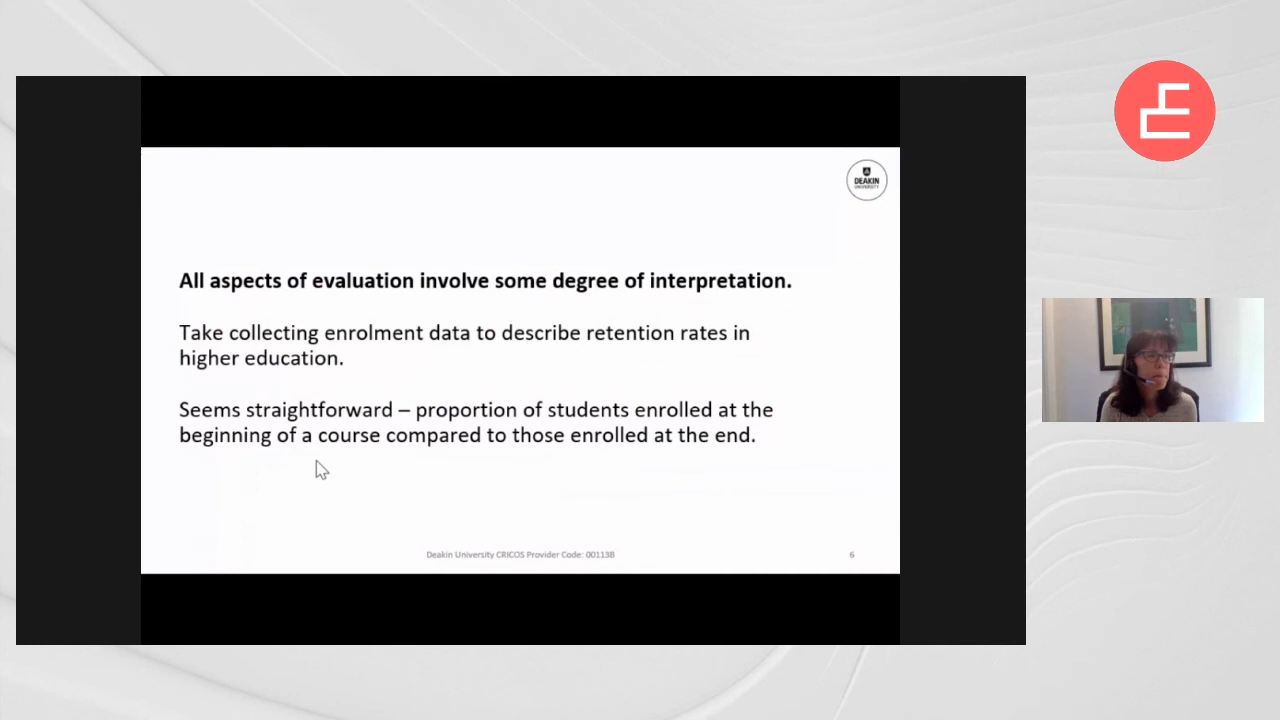 DEAKIN
UNIVERSITY
All aspects of evaluation involve some degree of interpretation.
Take collecting enrolment data to describe retention rates in
higher education.
Seems straightforward – proportion of students enrolled at the
beginning of a course compared to those enrolled at the end.
Deakin University CRICOS Provider Code: 00113B
6